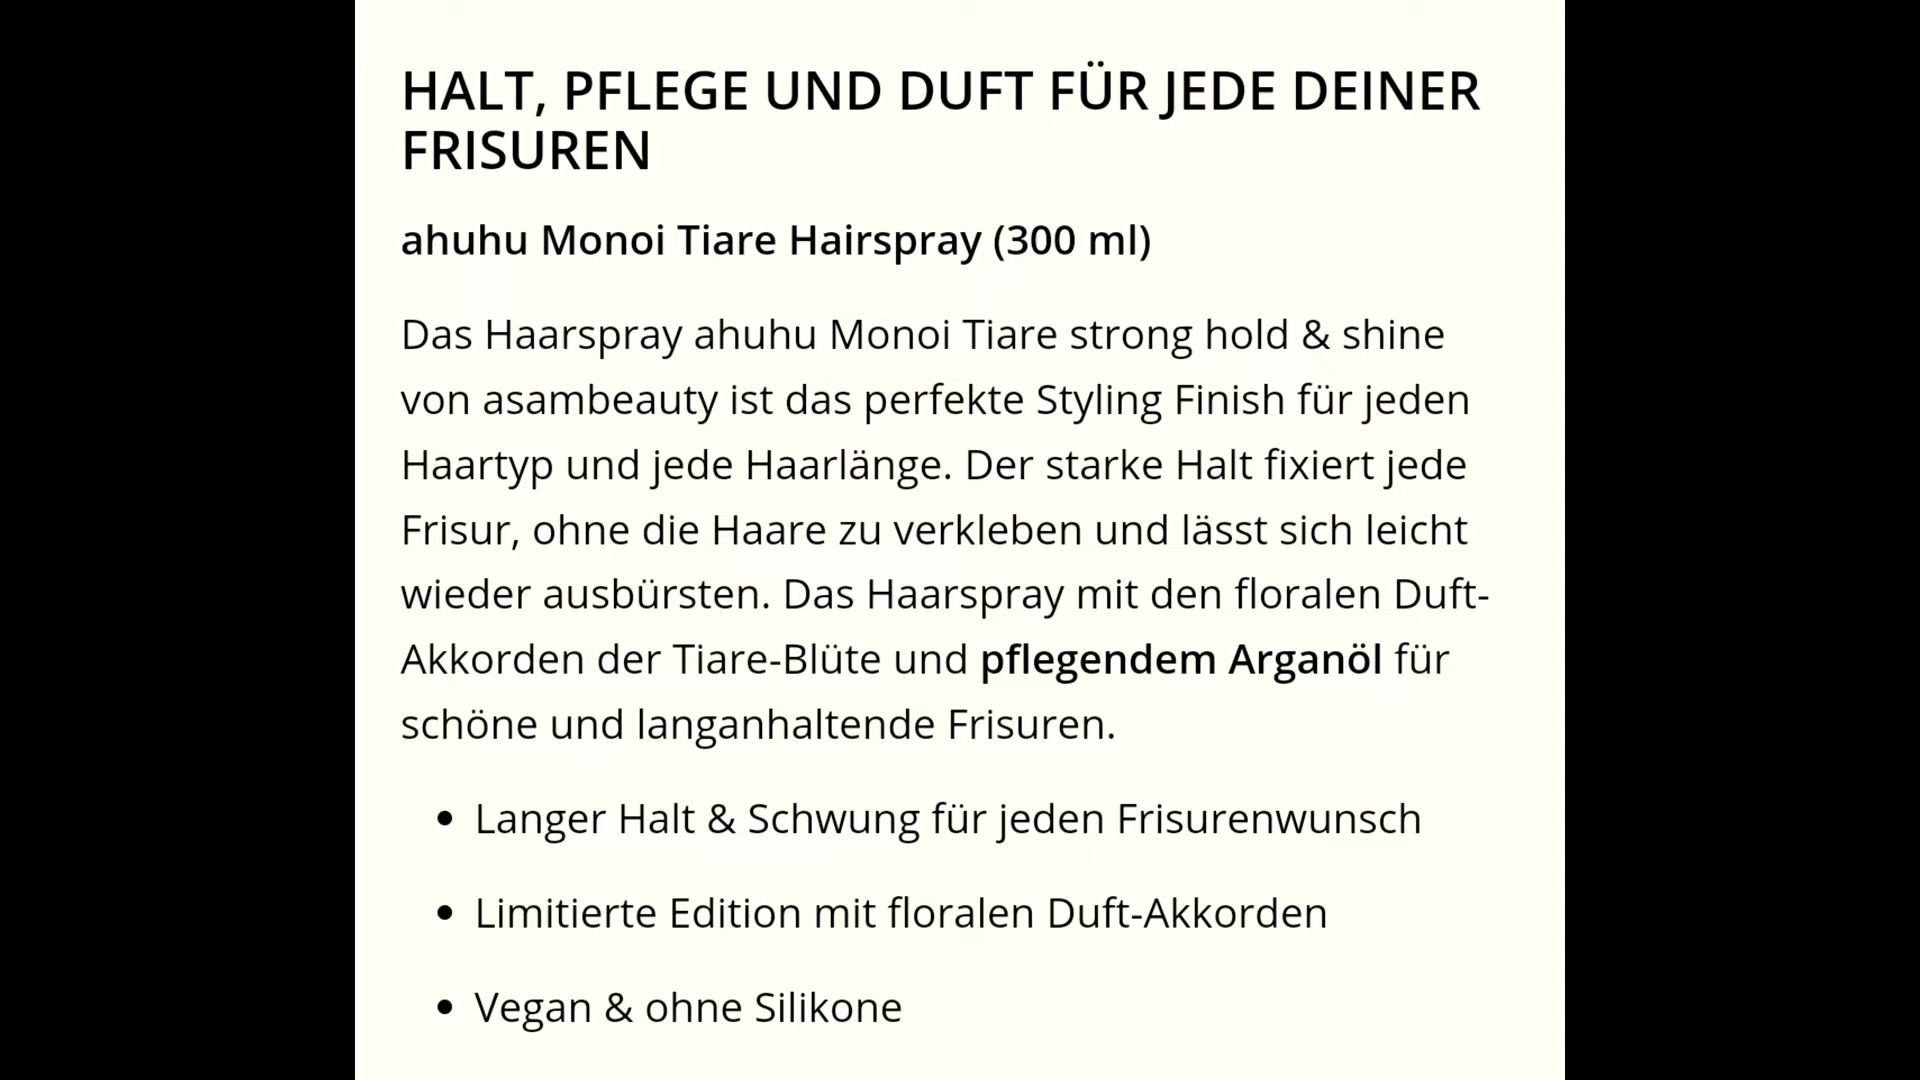 HALT, PFLEGE UND DUFT FÜR JEDE DEINER
FRISUREN
ahuhu Monoi Tiare Hairspray (300 ml)
Das Haarspray ahuhu Monoi Tiare strong hold & shine
von asambeauty ist das perfekte Styling Finish für jeden
Haartyp und jede Haarlänge. Der starke Halt fixiert jede
Frisur, ohne die Haare zu verkleben und lässt sich leicht
wieder ausbürsten. Das Haarspray mit den floralen Duft-
Akkorden der Tiare-Blüte und pflegendem Arganöl für
schöne und langanhaltende Frisuren.
• Langer Halt & Schwung für jeden Frisurenwunsch
• Limitierte Edition mit floralen Duft-Akkorden
• Vegan & ohne Silikone